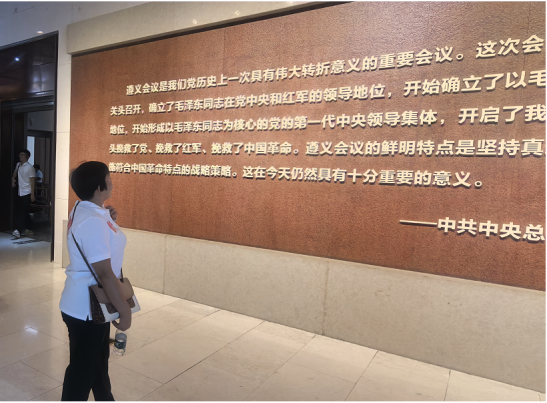 遵义会议是我们党历史上一次具有伟大转折意义的重要会议。这次会
关头召开，确立了毛泽东同志在党中央和红军的领导地位，开始确立了以毛
地位，开始形成以毛泽东同志为核心的党的第一代中央领导集体，开启了我
头挽救了党、挽救了红军、挽救了中国革命。遵义会议的鲜明特点是坚持真
符合中国革命特点的战略策略。这在今天仍然具有十分重要的意义。
——中共中央总